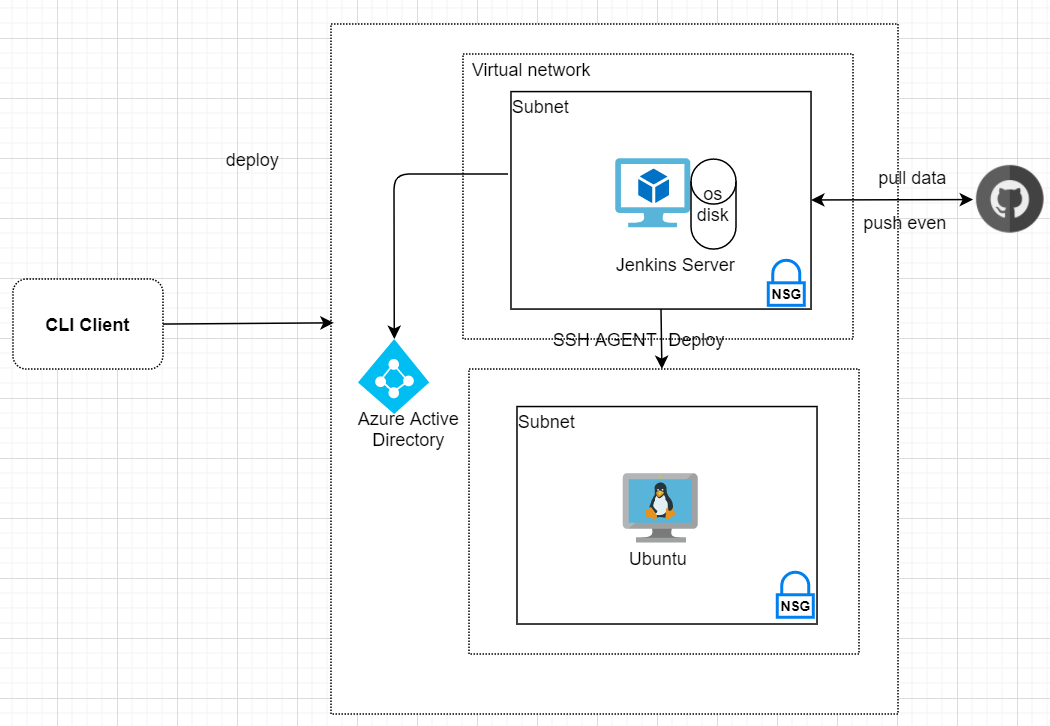 Virtual network
Subnet
deploy
os
disk
pull data
push even
Jenkins Server
NSG
CLI Client
SSH AGENT Deploy
Azure Active
Directory
Subnet
Ubuntu
NSG